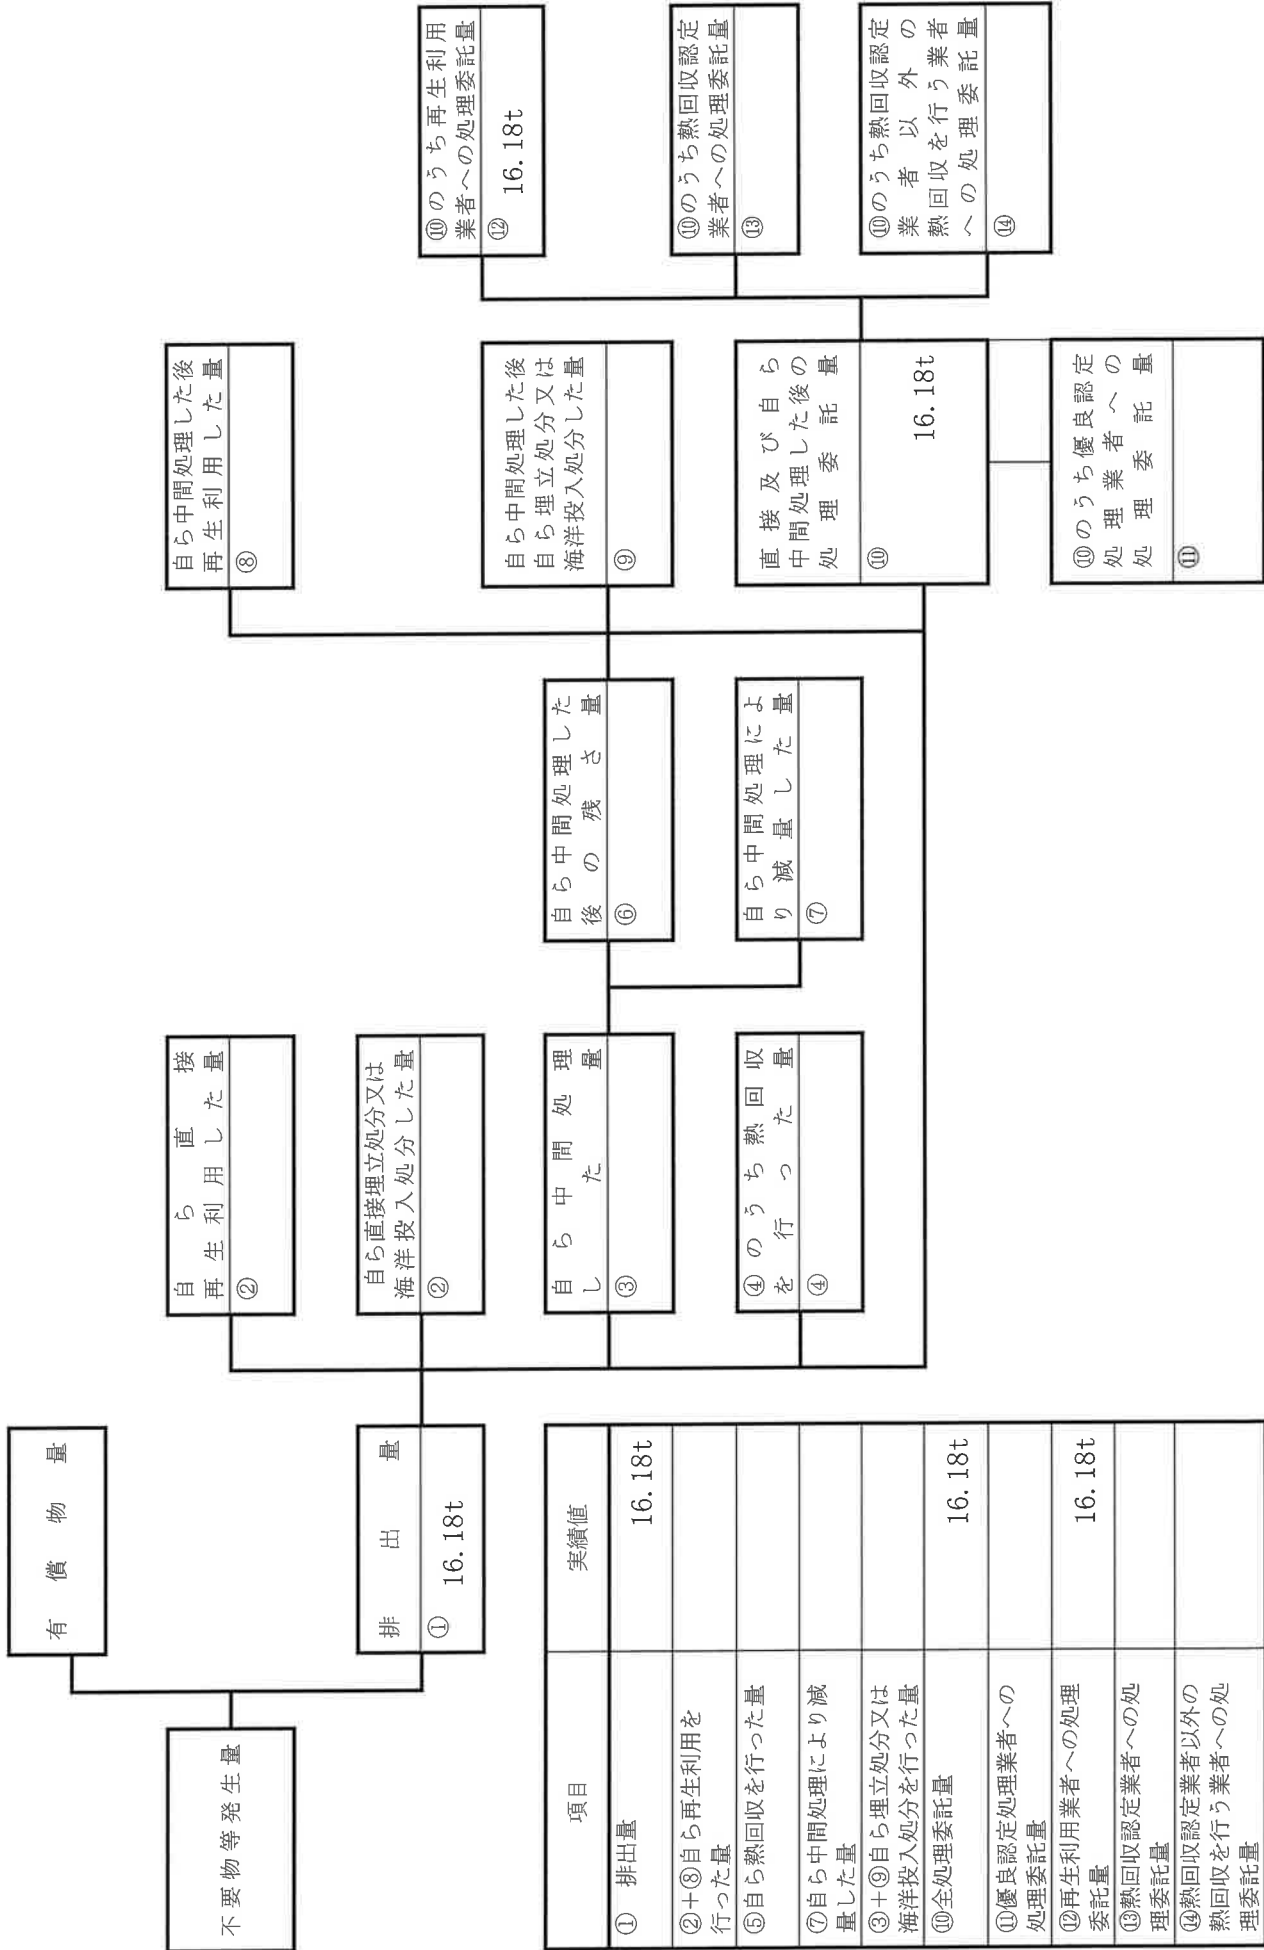 不要物等発生量
有償物量
排出量
① 16.18t
自ら直接
再生利用した量
②
自ら直接埋立処分又は
海洋投入処分した量
②
自ら中間処理
した量
③
④のうち熱回収
を行った量
④
自ら中間処理した
後の残さ量
⑥
自ら中間処理によ
り減量した量
⑦
自ら中間処理した後
再生利用した量
⑧
自ら中間処理した後
自ら埋立処分又は
海洋投入処分した量
⑨
直接及び自ら
中間処理した後の
処理委託量
⑩
16.18t
⑩のうち優良認定
処理業者への
処理委託量
⑪
⑩のうち再生利用
業者への処理委託量
⑫ 16.18t
⑩のうち熱回収認定
業者への処理委託量
⑬
⑩のうち熱回収認定
業者以外の
熱回収を行う業者
への処理委託量
⑭
項目 実績値
① 排出量 16.18t
②+⑧自ら再生利用を
行った量
⑤自ら熱回収を行った量
⑦自ら中間処理により減
量した量
③+⑨自ら埋立処分又は
海洋投入処分を行った量
⑩全処理委託量 16.18t
⑪優良認定処理業者への
処理委託量
⑫再生利用業者への処理
委託量 16.18t
⑬熱回収認定業者への処
理委託量
⑭熱回収認定業者以外の
熱回収を行う業者への処
理委託量